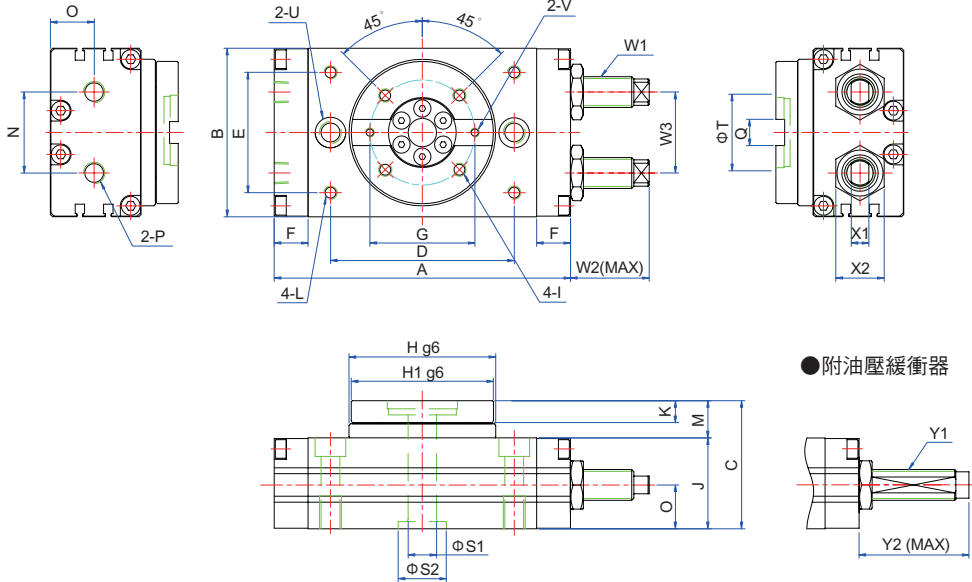 O
N
2-P
2-U
45°
45°
2-V
W1
B
E
W3
F
G
F
D
A
W2(MAX)
4-L
4-I
ΦT
Q
X1
X2
H g6
H1 g6
K
M
C
J
O
ΦS1
ΦS2
●附油壓緩衝器
Y1
Y2 (MAX)